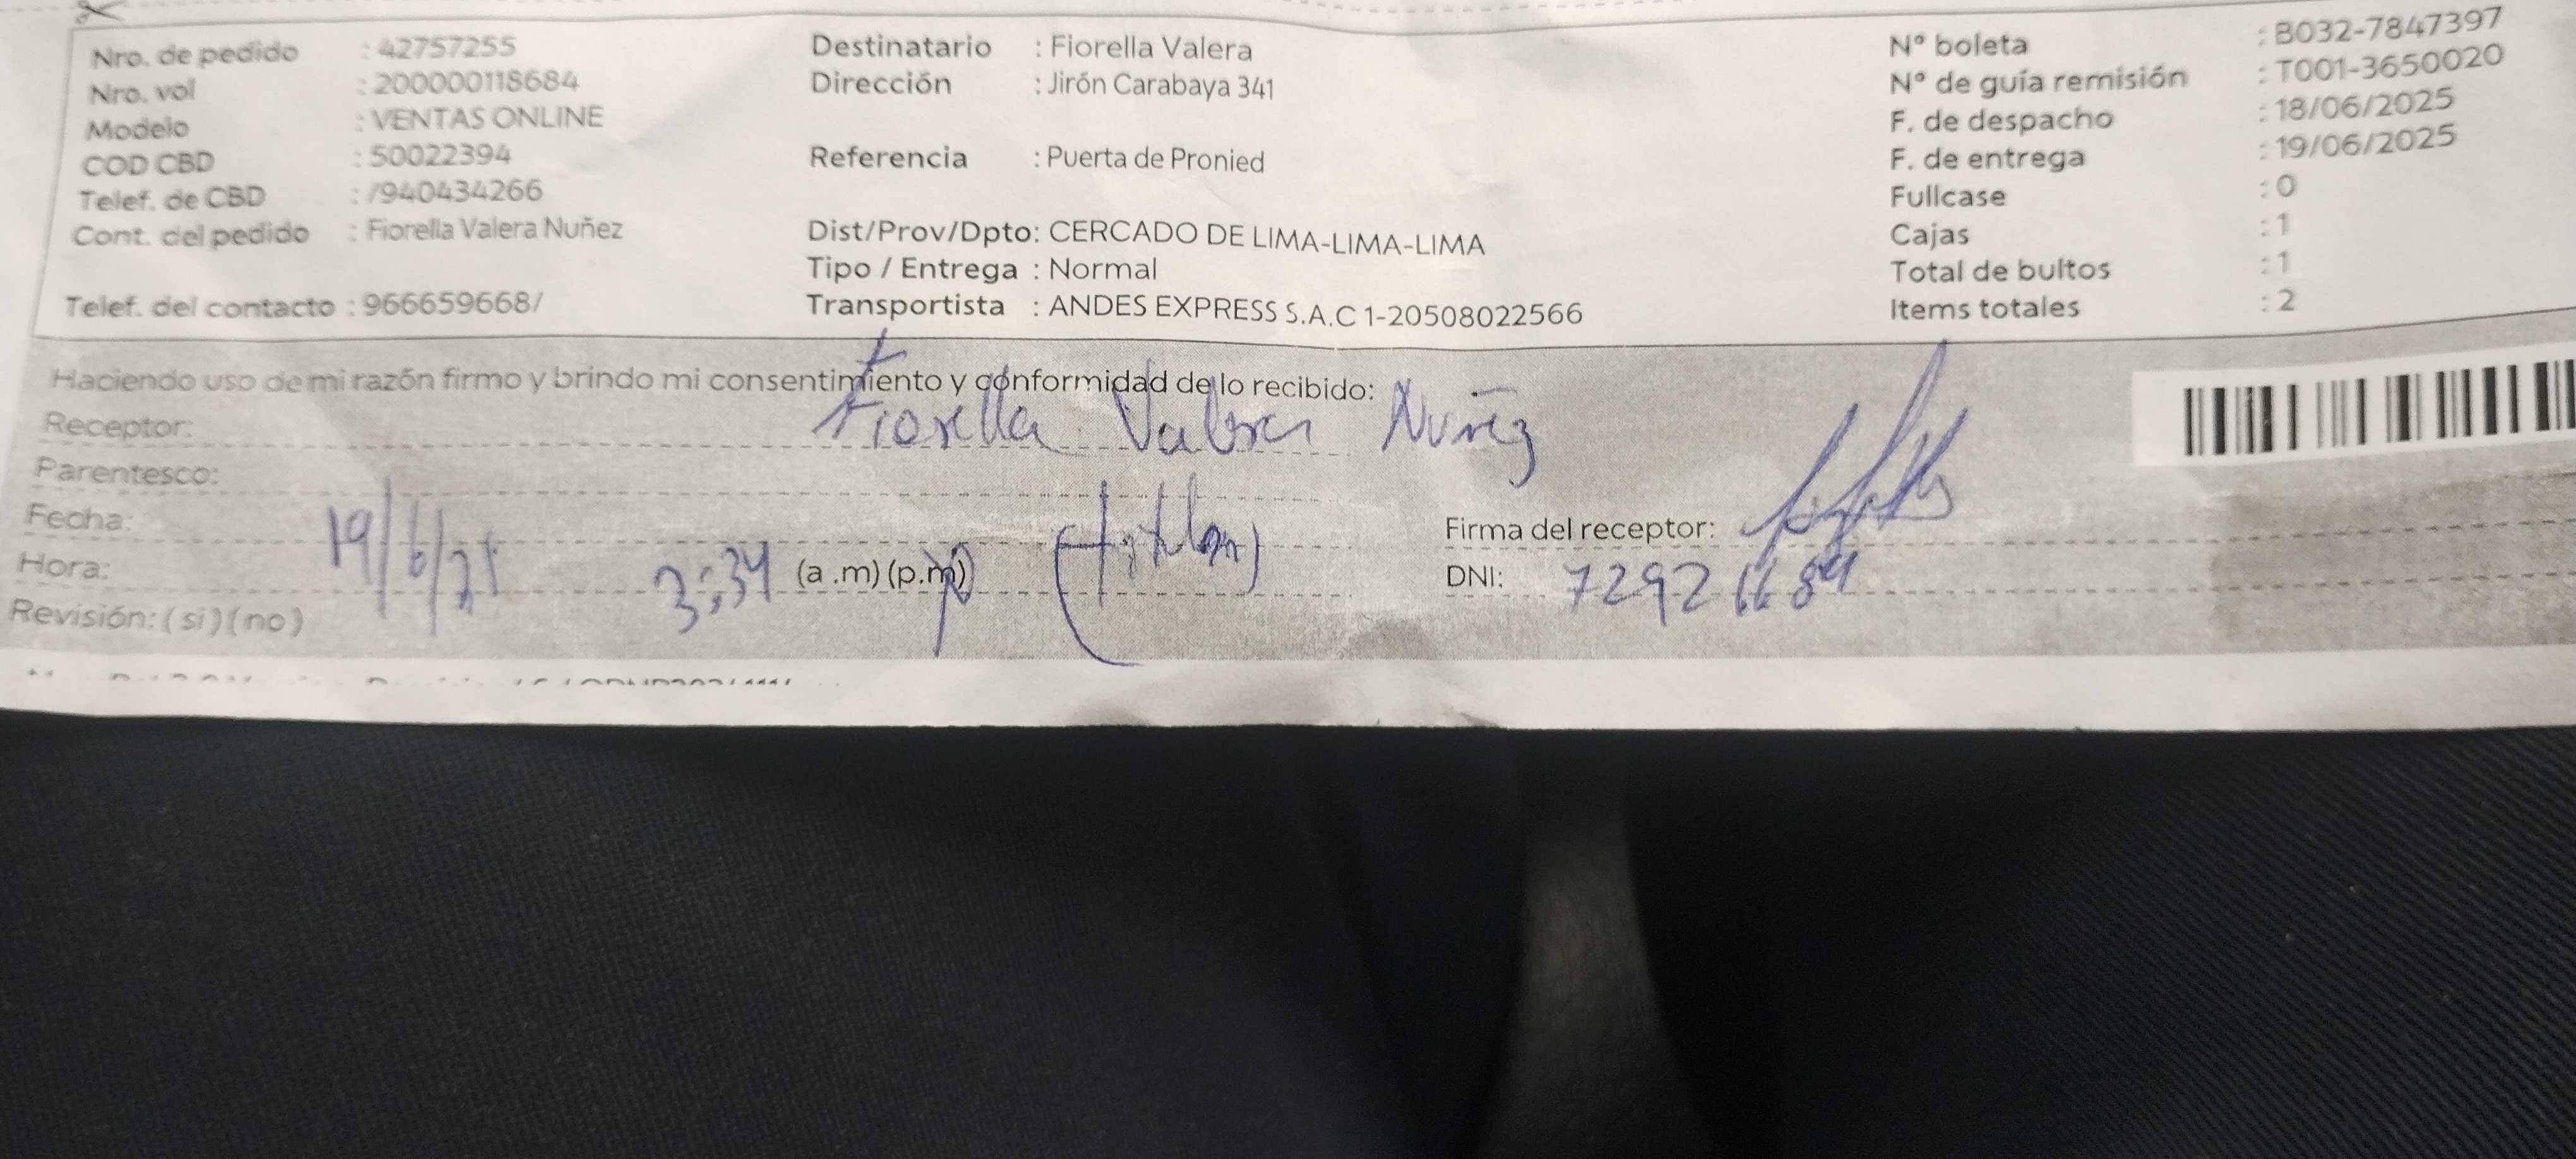 Nro. de pedido : 42757255
Nro. vol : 200000118684
Modelo : VENTAS ONLINE
COD CBD : 50022394
Telef. de CBD : /940434266
Cont. del pedido : Fiorella Valera Nuñez
Telef. del contacto : 966659668/
Destinatario : Fiorella Valera
Dirección : Jirón Carabaya 341
Referencia : Puerta de Pronied
Dist/Prov/Dpto: CERCADO DE LIMA-LIMA-LIMA
Tipo / Entrega : Normal
Transportista : ANDES EXPRESS S.A.C 1-20508022566
N° boleta : B032-7847397
N° de guía remisión : T001-3650020
F. de despacho : 18/06/2025
F. de entrega : 19/06/2025
Fullcase : 0
Cajas : 1
Total de bultos : 1
Items totales : 2
Haciendo uso de mi razón firmo y brindo mi consentimiento y conformidad de lo recibido:
Receptor: Fiorella Valera Nuñez
Parentesco:
Fecha: 19/6/25
Hora: 3:34 (a .m) (p.m)
Revisión: ( si ) ( no )
(titular)
Firma del receptor:
DNI: